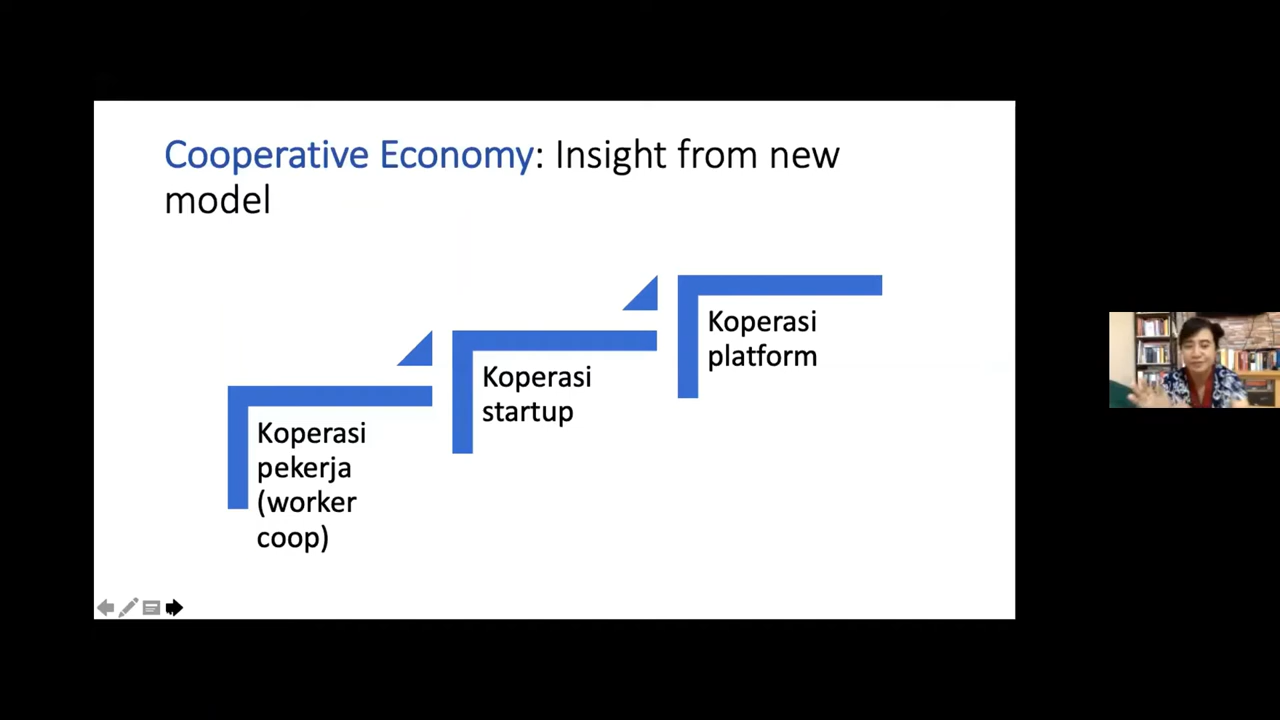 Cooperative Economy: Insight from new
model
Koperasi
pekerja
(worker
coop)
Koperasi
startup
Koperasi
platform